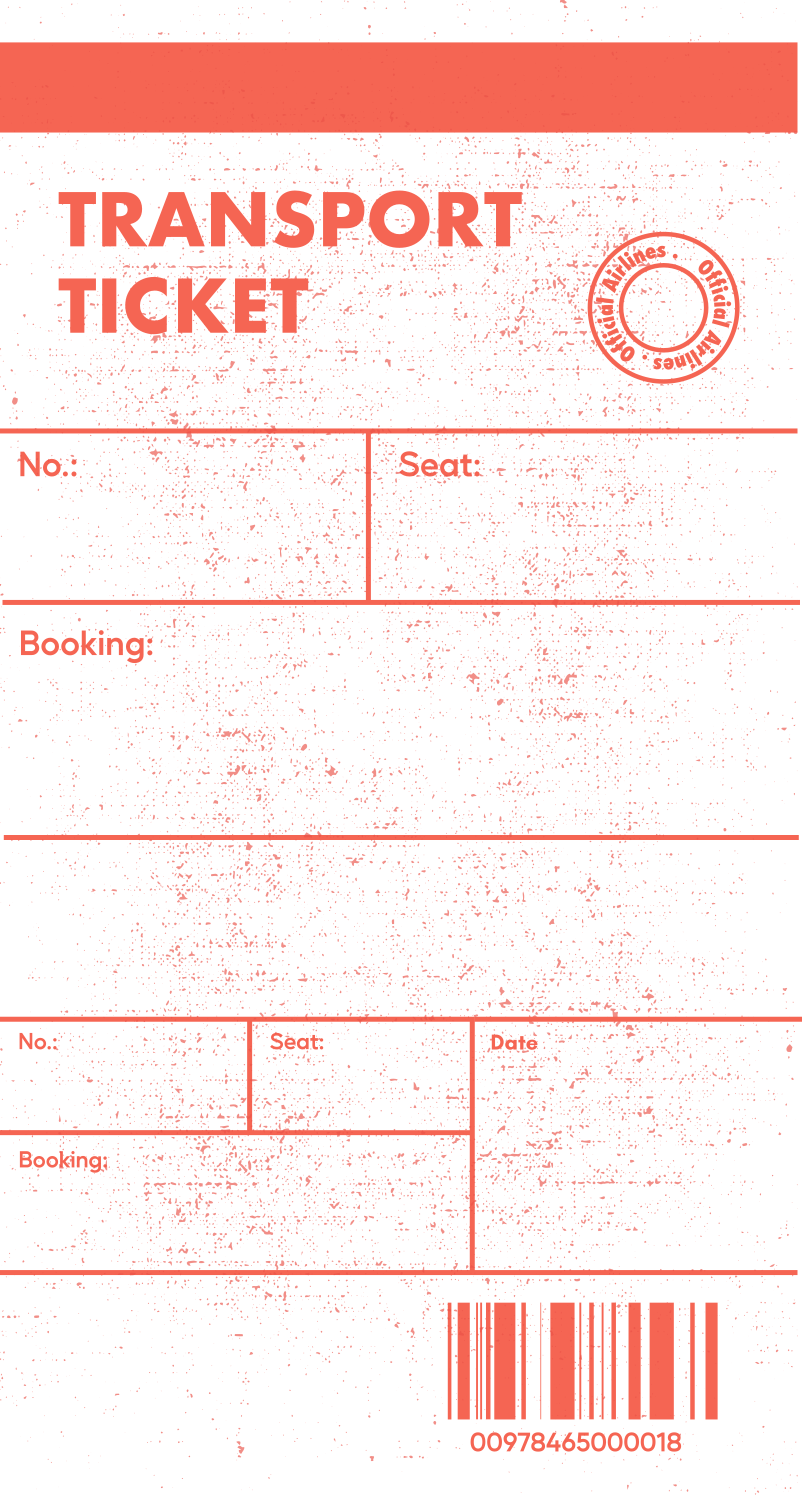 TRANSPORT
TICKET
Official Airlines · Official Airlines ·
No.:
Seat:
Booking:
No.:
Seat:
Date
Booking:
00978465000018